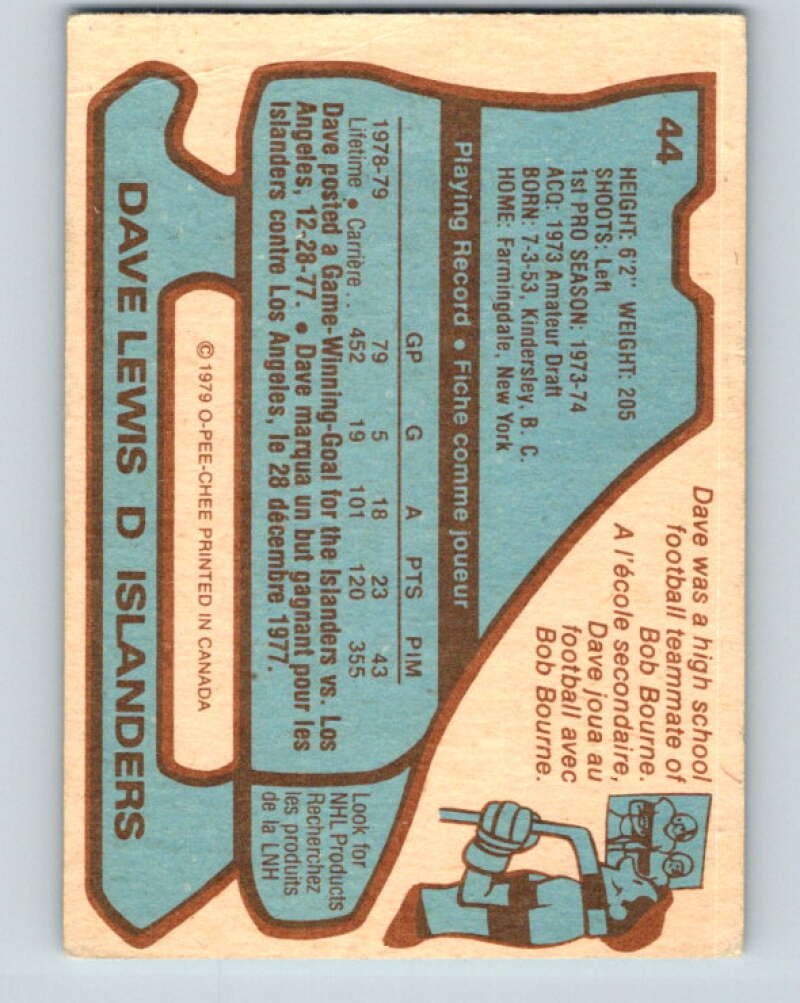 44
HEIGHT: 6'2" WEIGHT: 205
SHOOTS: Left
1st PRO SEASON: 1973-74
ACQ: 1973 Amateur Draft
BORN: 7-3-53, Kindersley, B. C.
HOME: Farmingdale, New York
Dave was a high school
football teammate of
Bob Bourne.
A l'école secondaire,
Dave joua au
football avec
Bob Bourne.
Playing Record • Fiche comme joueur
GP G A PTS PIM
1978-79 79 5 18 23 43
Lifetime • Carrière... 452 19 101 120 355
Dave posted a Game-Winning-Goal for the Islanders vs. Los
Angeles, 12-28-77. • Dave marqua un but gagnant pour les
Islanders contre Los Angeles, le 28 décembre 1977.
Look for
NHL Products
Recherchez
les produits
de la LNH
© 1979 O-PEE-CHEE PRINTED IN CANADA
DAVE LEWIS D ISLANDERS